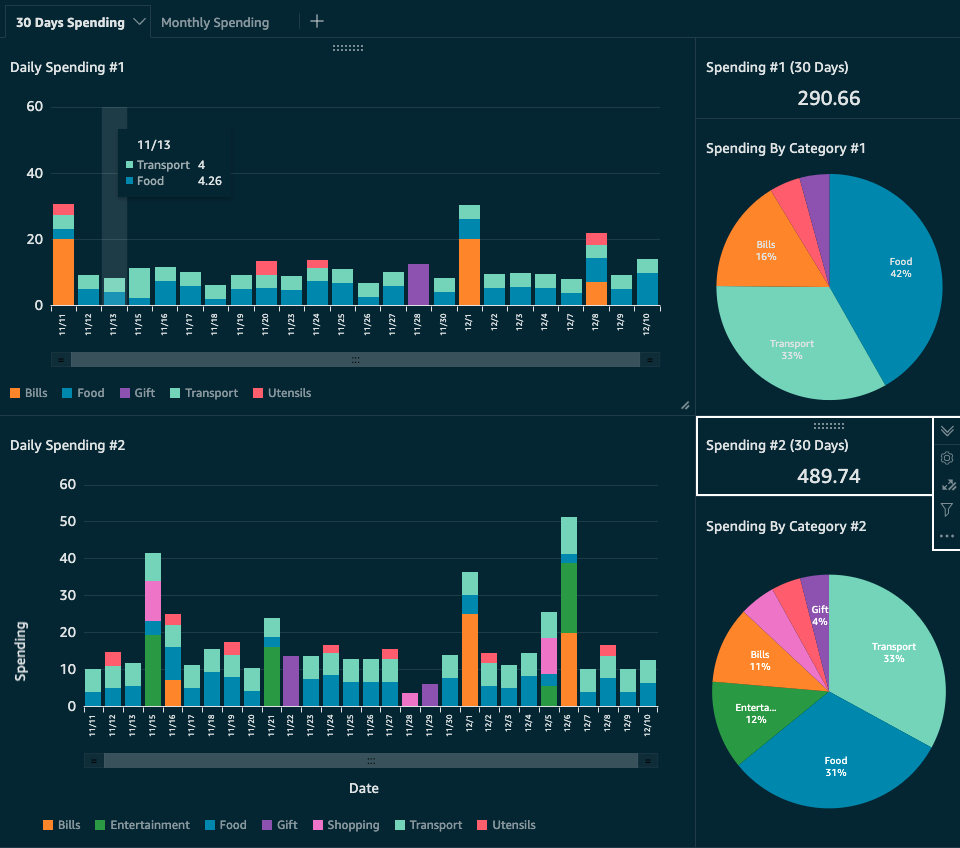 30 Days Spending
Monthly Spending
Daily Spending #1
60
40
20
0
11/13
Transport 4
Food 4.26
11/11 11/12 11/13 11/15 11/16 11/17 11/18 11/19 11/20 11/23 11/24 11/25 11/26 11/27 11/28 11/30 12/1 12/2 12/3 12/4 12/7 12/8 12/9 12/10
Bills Food Gift Transport Utensils
Spending #1 (30 Days)
290.66
Spending By Category #1
Bills
16%
Food
42%
Transport
33%
Daily Spending #2
60
50
40
30
20
10
0
Spending
11/11 11/12 11/13 11/15 11/16 11/17 11/18 11/19 11/20 11/21 11/22 11/23 11/24 11/25 11/26 11/27 11/28 11/29 11/30 12/1 12/2 12/3 12/4 12/5 12/6 12/7 12/8 12/9 12/10
Date
Bills Entertainment Food Gift Shopping Transport Utensils
Spending #2 (30 Days)
489.74
Spending By Category #2
Gift
4%
Transport
33%
Bills
11%
Enterta...
12%
Food
31%